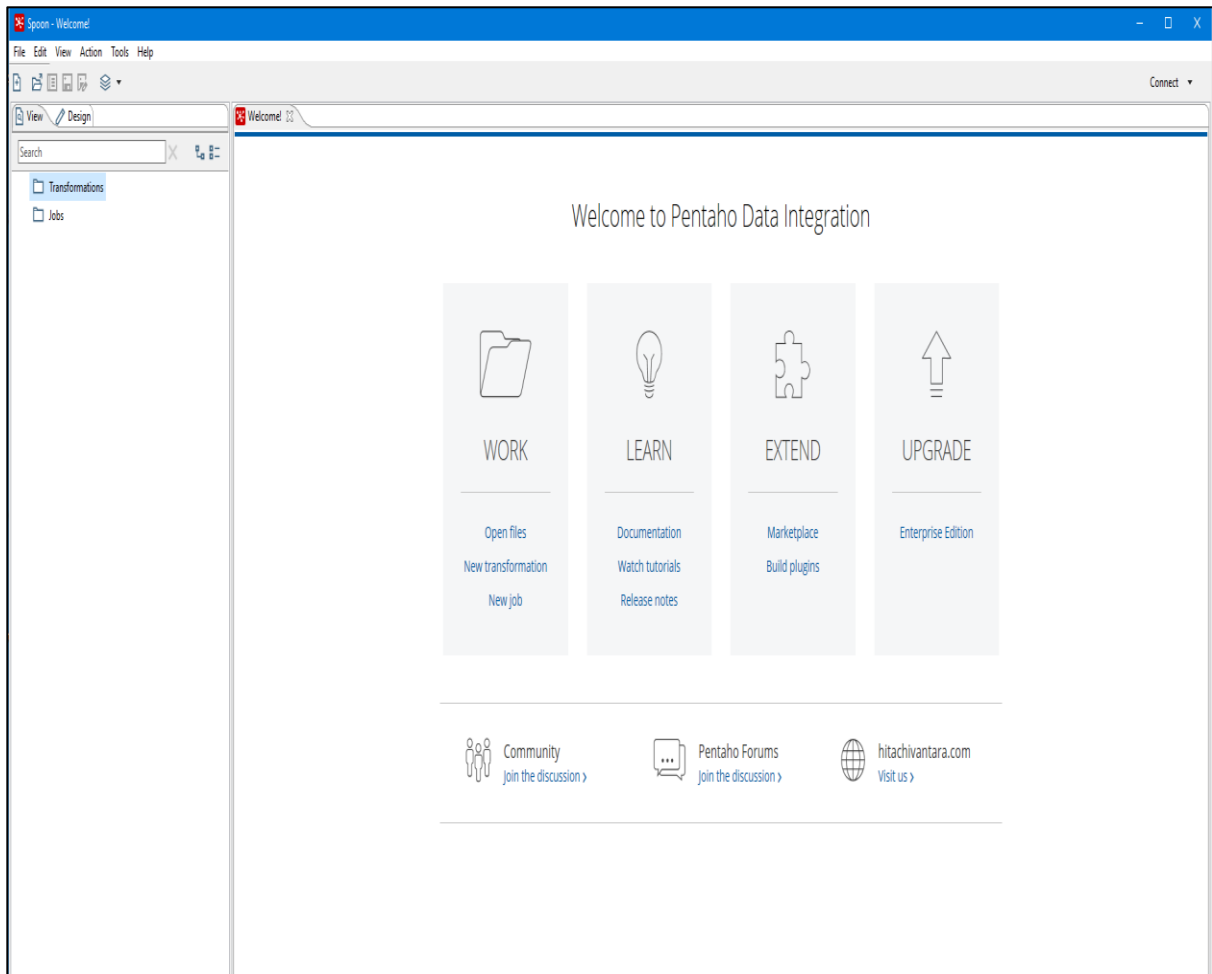 Spoon - Welcome!
File Edit View Action Tools Help
Connect
View Design
Welcome!
Search
Transformations
Jobs
Welcome to Pentaho Data Integration
WORK
Open files
New transformation
New job
LEARN
Documentation
Watch tutorials
Release notes
EXTEND
Marketplace
Build plugins
UPGRADE
Enterprise Edition
Community
Join the discussion ›
Pentaho Forums
Join the discussion ›
hitachivantara.com
Visit us ›